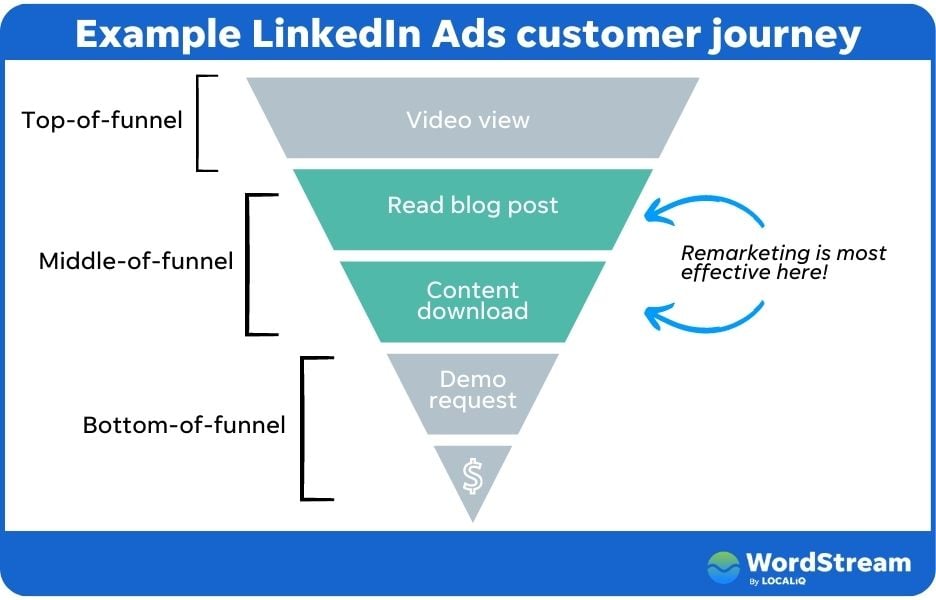 Example LinkedIn Ads customer journey
Top-of-funnel
Video view
Read blog post
Middle-of-funnel
Remarketing is most
effective here!
Content
download
Demo
request
Bottom-of-funnel
$
WordStream
By LOCALiQ